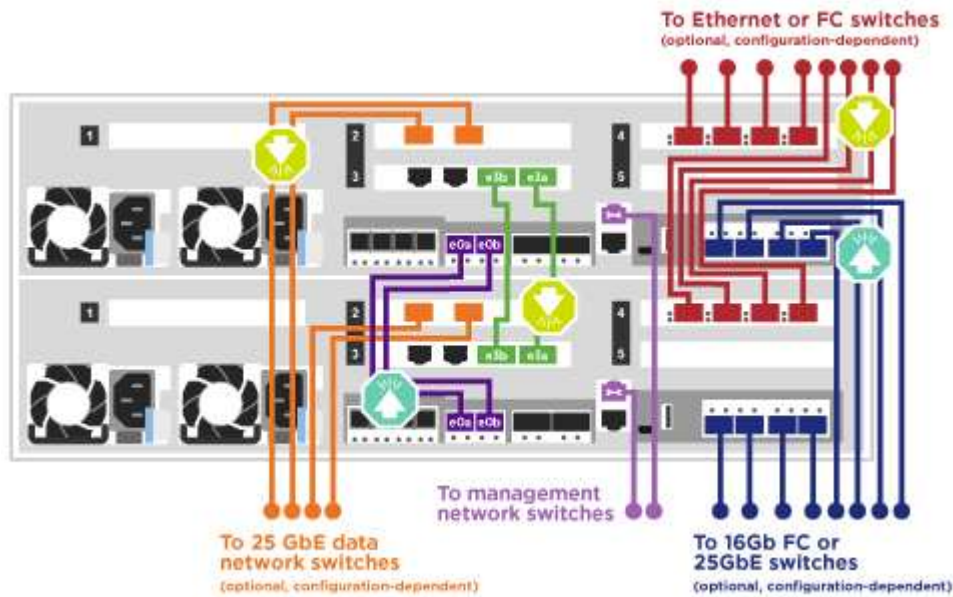 To Ethernet or FC switches
(optional, configuration-dependent)
1
2
4
3
e3b
e3a
5
e0a
e0b
1
2
4
3
e3b
e3a
5
e0a
e0b
To management
network switches
To 25 GbE data
network switches
(optional, configuration-dependent)
To 16Gb FC or
25GbE switches
(optional, configuration-dependent)